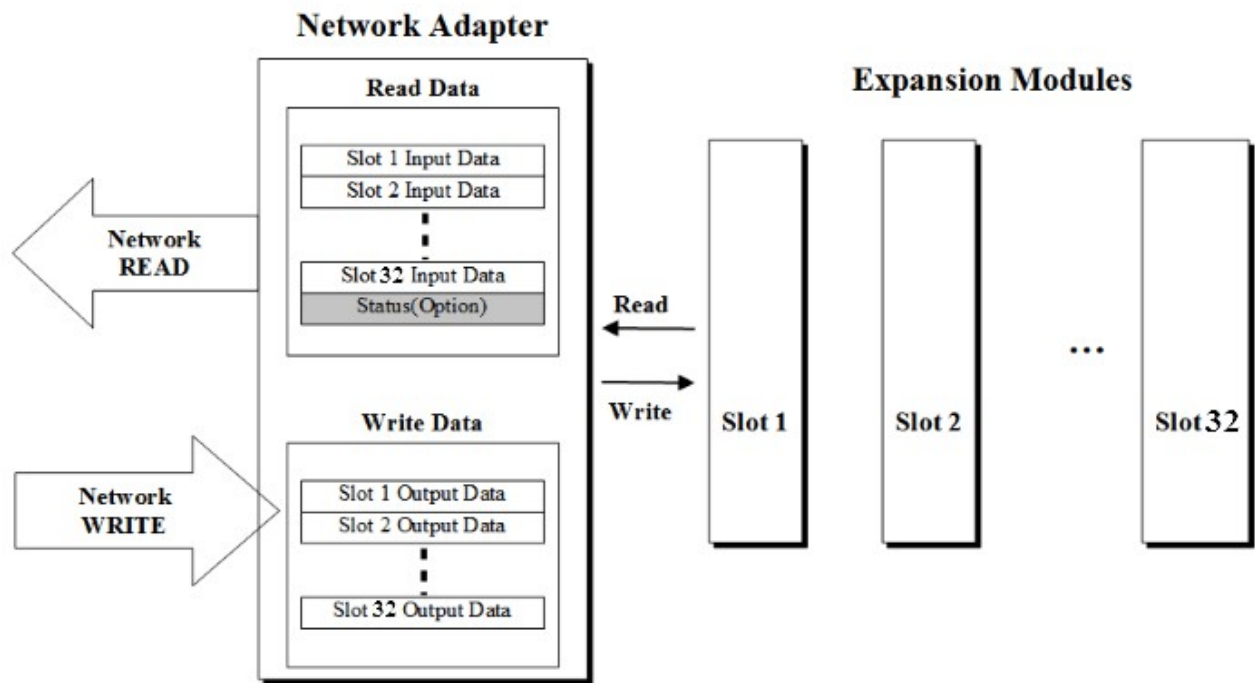 Network Adapter
Read Data
Slot 1 Input Data
Slot 2 Input Data
Slot 32 Input Data
Status(Option)
Network
READ
Write Data
Slot 1 Output Data
Slot 2 Output Data
Slot 32 Output Data
Network
WRITE
Read
Write
Expansion Modules
Slot 1
Slot 2
...
Slot 32